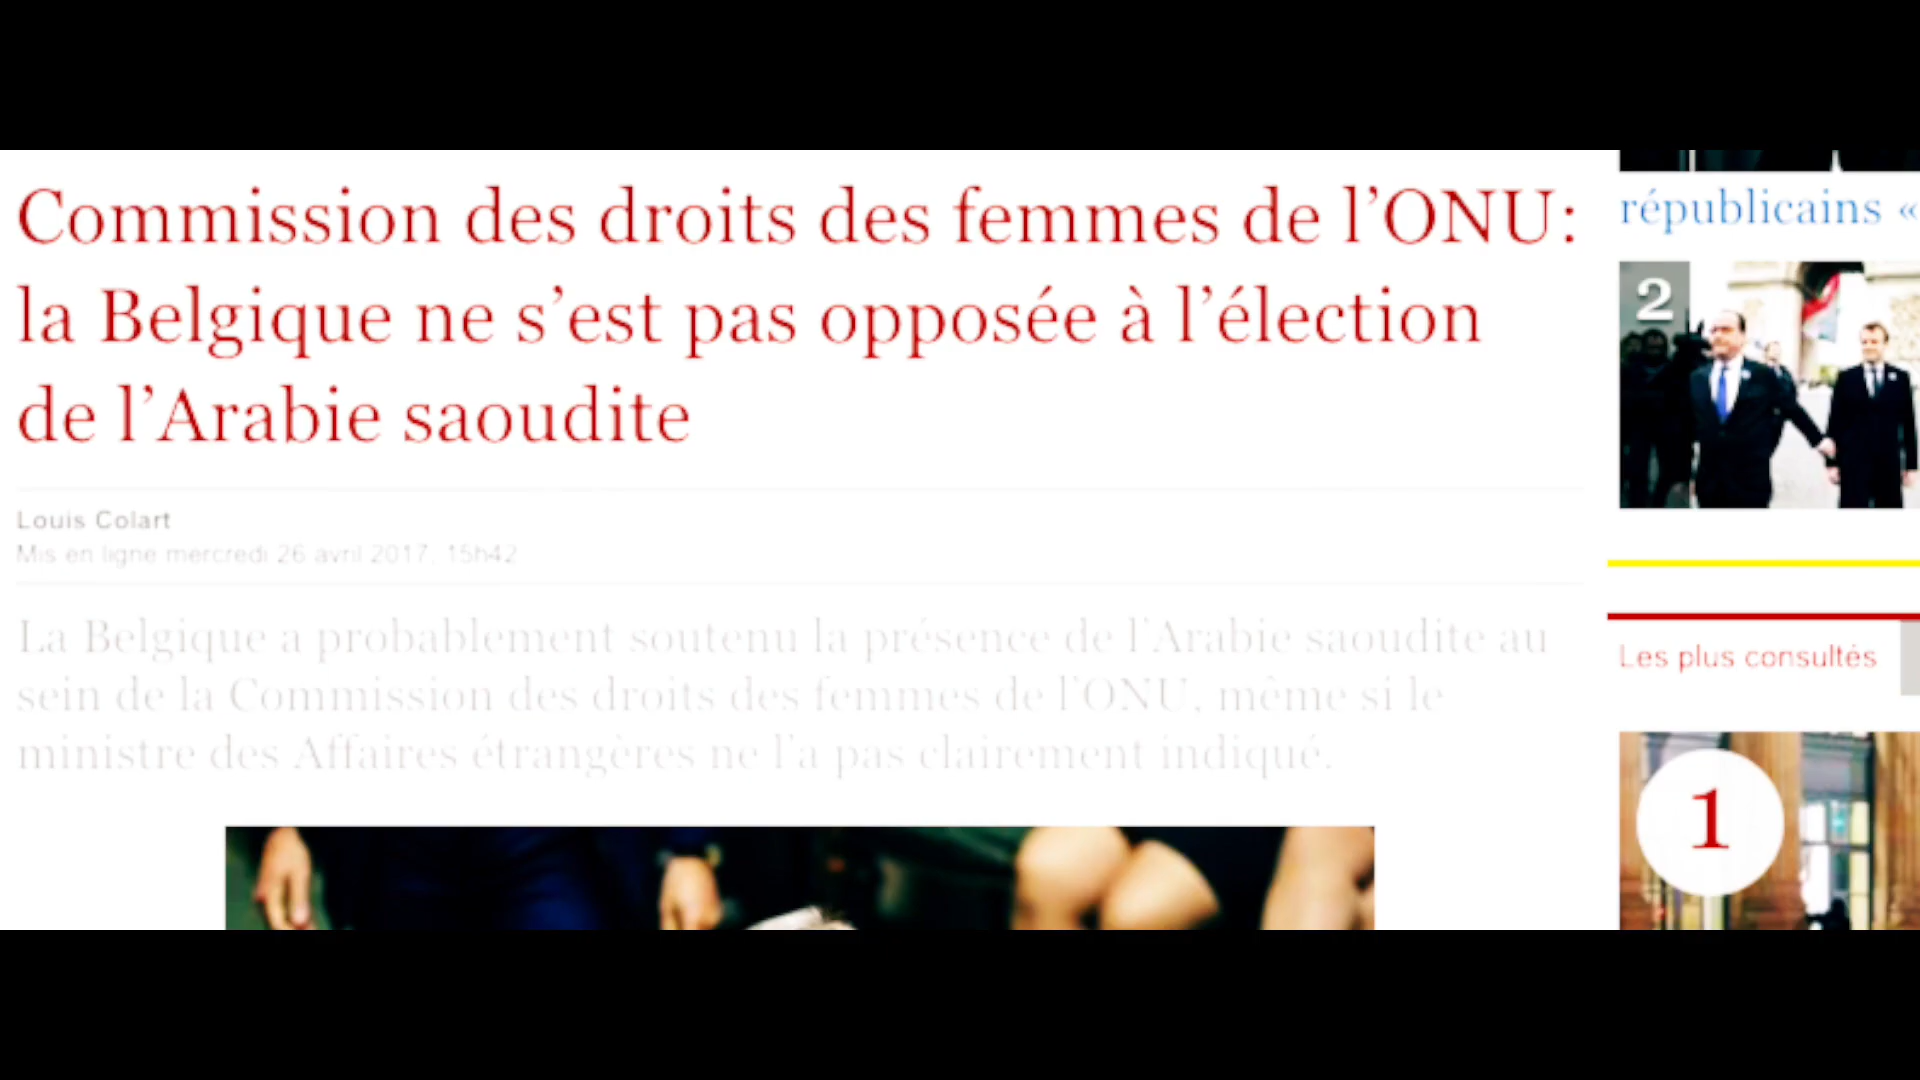 Commission des droits des femmes de l’ONU:
la Belgique ne s’est pas opposée à l’élection
de l’Arabie saoudite
Louis Colart
Mis en ligne mercredi 26 avril 2017, 15h42
La Belgique a probablement soutenu la présence de l’Arabie saoudite au
sein de la Commission des droits des femmes de l’ONU, même si le
ministre des Affaires étrangères ne l’a pas clairement indiqué.
républicains «
2
Les plus consultés
1